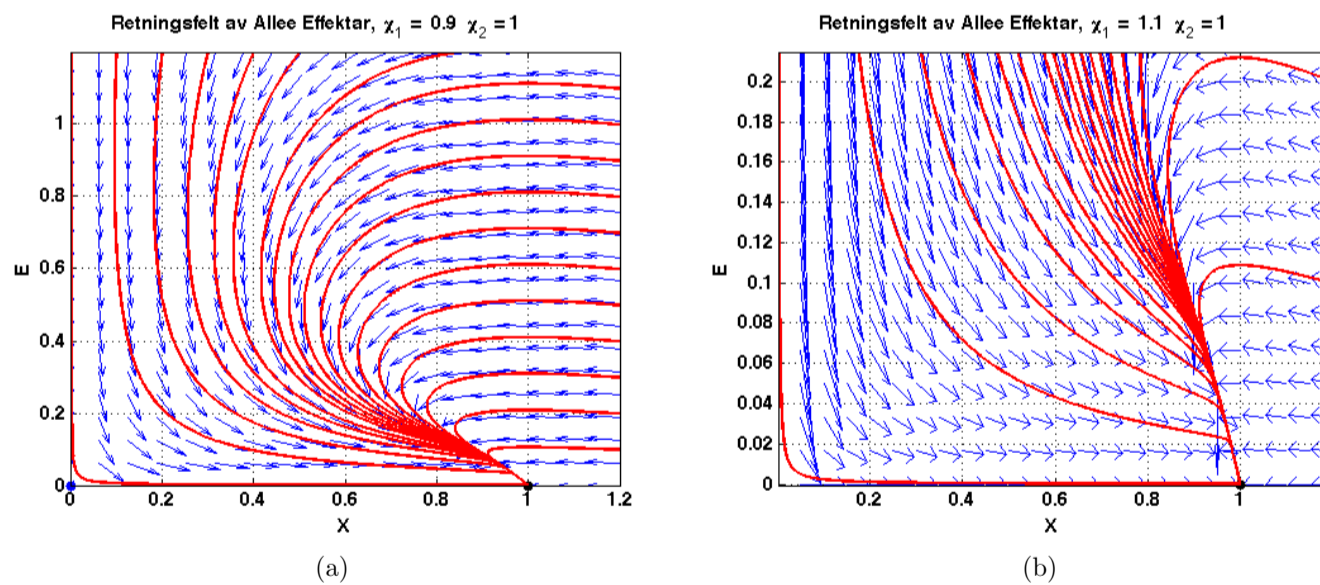 Retningsfelt av Allee Effektar, χ₁ = 0.9 χ₂ = 1
1
0.8
0.6
0.4
0.2
0
E
0 0.2 0.4 0.6 0.8 1 1.2
X
(a)
Retningsfelt av Allee Effektar, χ₁ = 1.1 χ₂ = 1
0.2
0.18
0.16
0.14
0.12
0.1
0.08
0.06
0.04
0.02
0
E
0.2 0.4 0.6 0.8 1
X
(b)